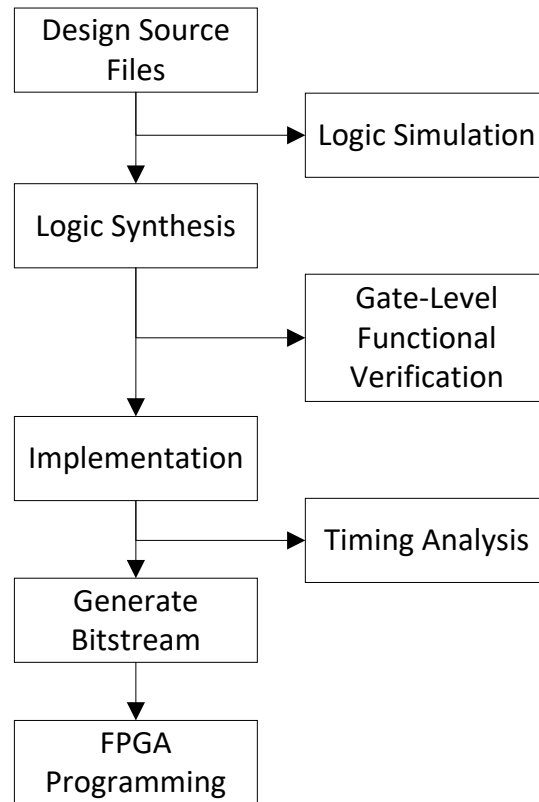 Design Source
Files
Logic Simulation
Logic Synthesis
Gate-Level
Functional
Verification
Implementation
Timing Analysis
Generate
Bitstream
FPGA
Programming